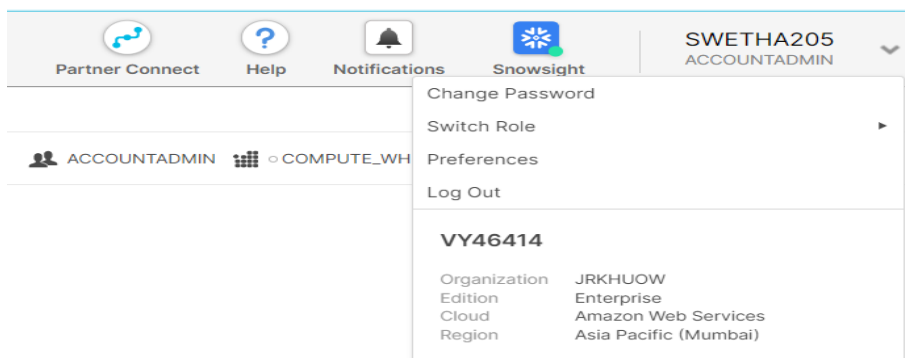 Partner Connect Help Notifications Snowsight SWETHA205
ACCOUNTADMIN
Change Password
Switch Role
ACCOUNTADMIN COMPUTE_WH
Preferences
Log Out
VY46414
Organization JRKHUOW
Edition Enterprise
Cloud Amazon Web Services
Region Asia Pacific (Mumbai)